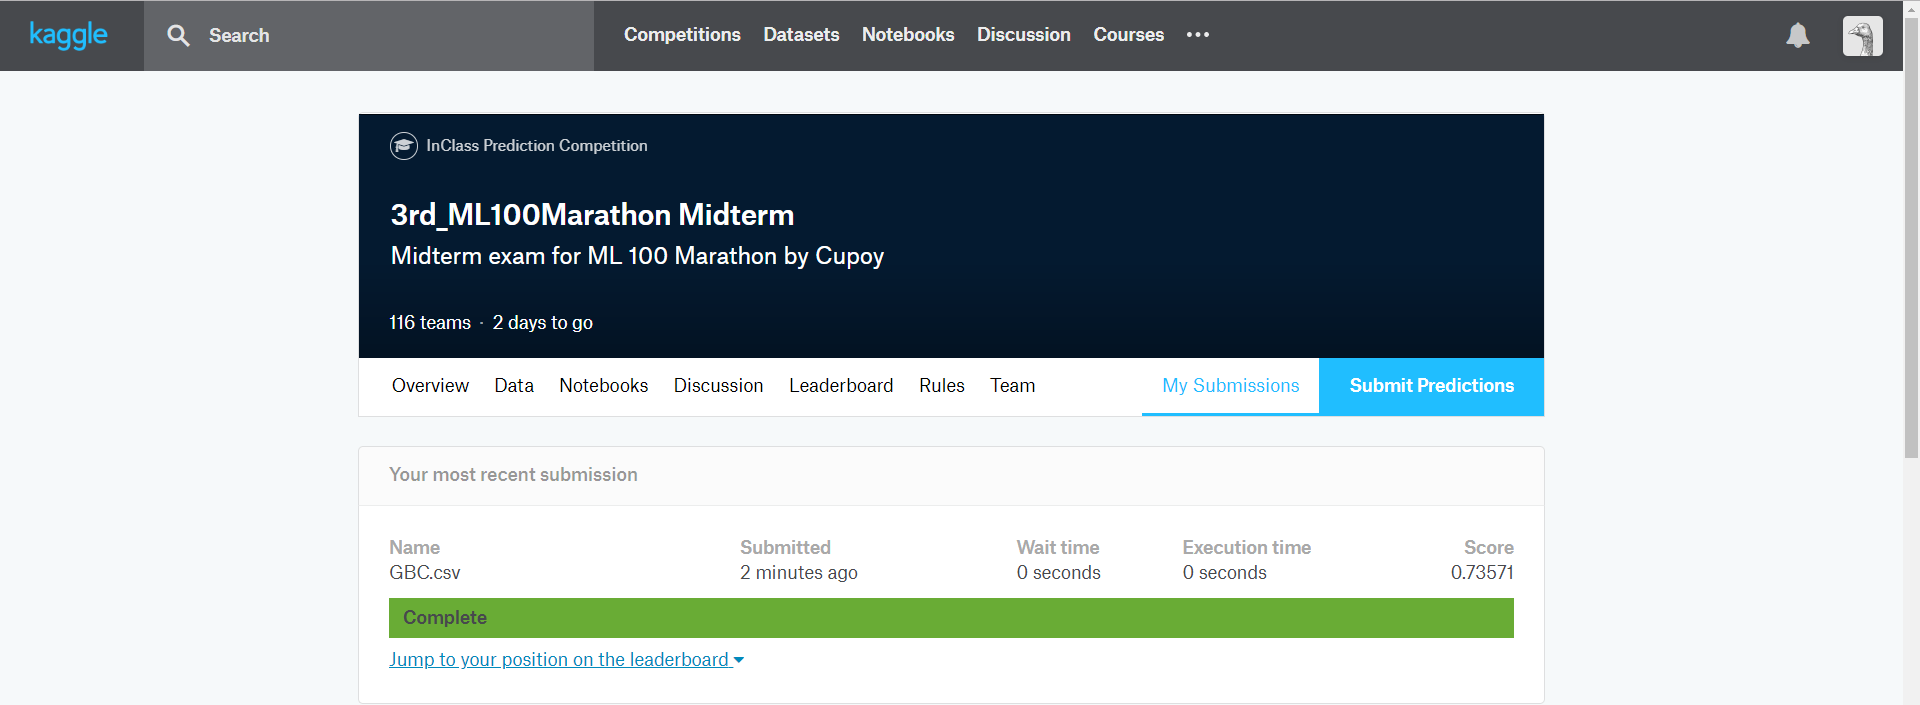 kaggle
Search
Competitions Datasets Notebooks Discussion Courses
InClass Prediction Competition
3rd_ML100Marathon Midterm
Midterm exam for ML 100 Marathon by Cupoy
116 teams · 2 days to go
Overview Data Notebooks Discussion Leaderboard Rules Team My Submissions Submit Predictions
Your most recent submission
Name Submitted Wait time Execution time Score
GBC.csv 2 minutes ago 0 seconds 0 seconds 0.73571
Complete
Jump to your position on the leaderboard